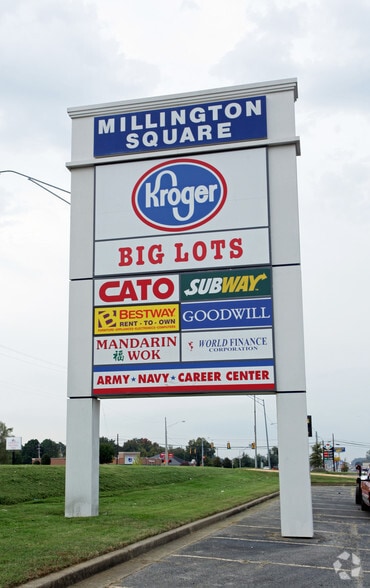 MILLINGTON
SQUARE
Kroger
BIG LOTS
CATO
SUBWAY
BESTWAY
RENT - TO - OWN
GOODWILL
MANDARIN
福 WOK
WORLD FINANCE
CORPORATION
ARMY★NAVY★CAREER CENTER